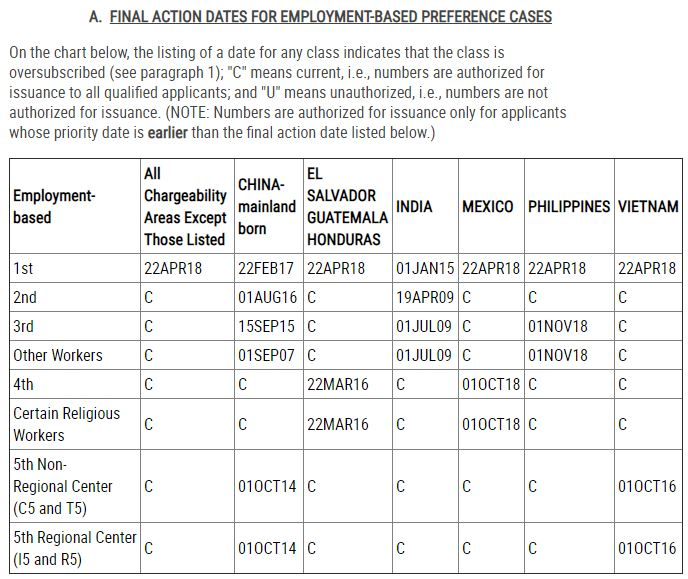 A. FINAL ACTION DATES FOR EMPLOYMENT-BASED PREFERENCE CASES
On the chart below, the listing of a date for any class indicates that the class is
oversubscribed (see paragraph 1); "C" means current, i.e., numbers are authorized for
issuance to all qualified applicants; and "U" means unauthorized, i.e., numbers are not
authorized for issuance. (NOTE: Numbers are authorized for issuance only for applicants
whose priority date is earlier than the final action date listed below.)
Employment-
based
All
Chargeability
Areas Except
Those Listed
CHINA-
mainland
born
EL
SALVADOR
GUATEMALA
HONDURAS
INDIA
MEXICO
PHILIPPINES
VIETNAM
1st 22APR18 22FEB17 22APR18 01JAN15 22APR18 22APR18 22APR18
2nd C 01AUG16 C 19APR09 C C C
3rd C 15SEP15 C 01JUL09 C 01NOV18 C
Other Workers C 01SEP07 C 01JUL09 C 01NOV18 C
4th C C 22MAR16 C 01OCT18 C C
Certain Religious
Workers
C C 22MAR16 C 01OCT18 C C
5th Non-
Regional Center
(C5 and T5)
C 01OCT14 C C C C 01OCT16
5th Regional Center
(I5 and R5)
C 01OCT14 C C C C 01OCT16